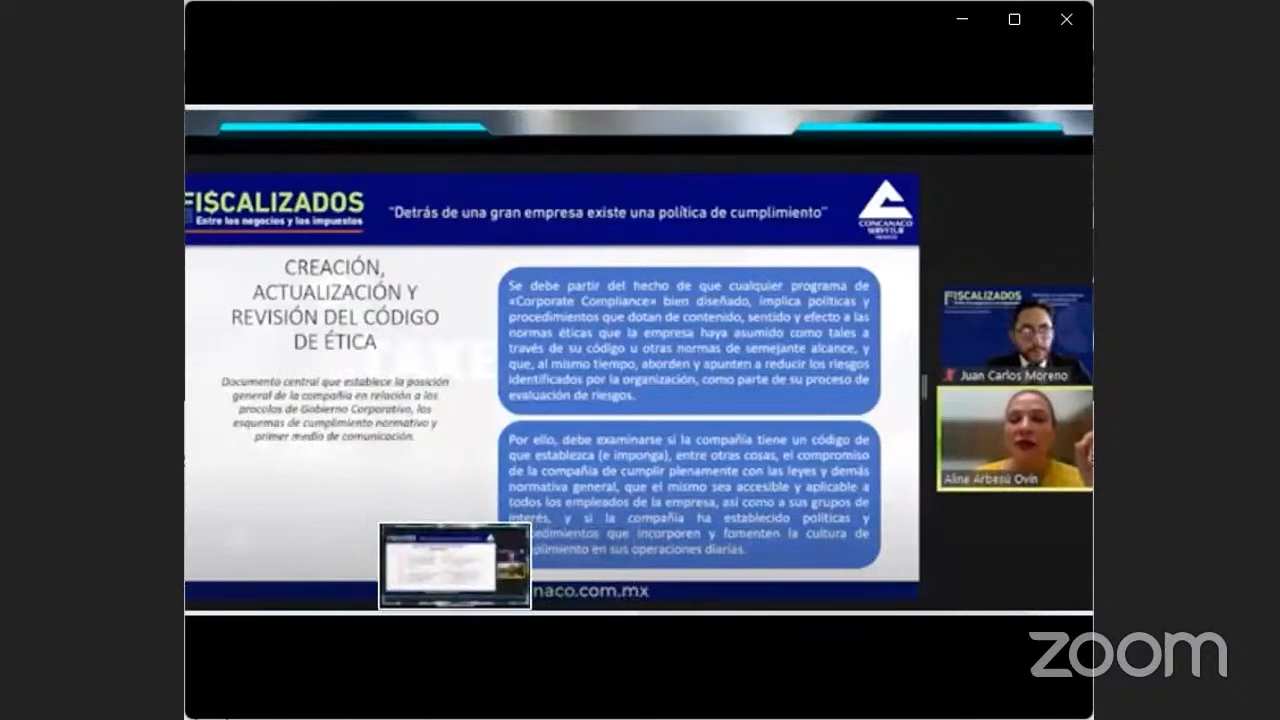 FI$CALIZADOS
Entre los negocios y los impuestos
"Detrás de una gran empresa existe una política de cumplimiento"
CONCANACO
SERVYTUR
MÉXICO
CREACIÓN,
ACTUALIZACIÓN Y
REVISIÓN DEL CÓDIGO
DE ÉTICA
Documento central que establece la posición
general de la compañía en relación a los
procolos de Gobierno Corporativo, los
esquemas de cumplimiento normativo y
primer medio de comunicación.
Se debe partir del hecho de que cualquier programa de
«Corporate Compliance» bien diseñado, implica políticas y
procedimientos que dotan de contenido, sentido y efecto a las
normas éticas que la empresa haya asumido como tales a
través de su código u otras normas de semejante alcance, y
que, al mismo tiempo, aborden y apunten a reducir los riesgos
identificados por la organización, como parte de su proceso de
evaluación de riesgos.
Por ello, debe examinarse si la compañía tiene un código de
que establezca (e imponga), entre otras cosas, el compromiso
de la compañía de cumplir plenamente con las leyes y demás
normativa general, que el mismo sea accesible y aplicable a
todos los empleados de la empresa, así como a sus grupos de
interés, y si la compañía ha establecido políticas y
edimientos que incorporen y fomenten la cultura de
plimiento en sus operaciones diarias.
naco.com.mx
FISCALIZADOS
Juan Carlos Moreno
Aline Arbesú Ovin
zoom